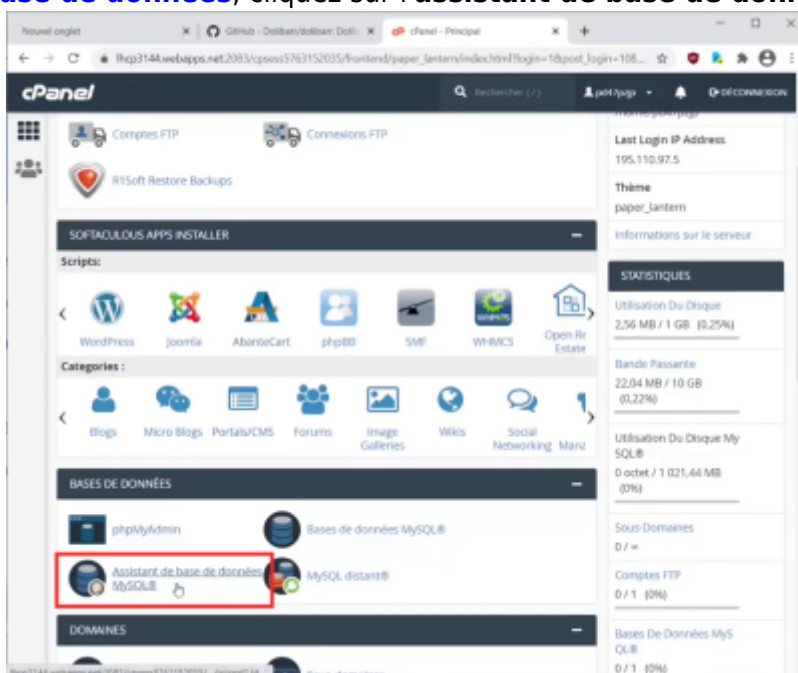 ase de données, cliquez sur l'assistant de base de donn
Nouvel onglet
GitHub - Dolibarr/dolibarr: Doli
cPanel - Principal
cPanel
Rechercher ( / )
DÉCONNEXION
Comptes FTP
Connexions FTP
R1Soft Restore Backups
Last Login IP Address
195.110.97.5
Thème
paper_lantern
Informations sur le serveur
SOFTACULOUS APPS INSTALLER
Scripts:
WordPress
Joomla
AbanteCart
phpBB
SMF
WHMCS
Open Re
Estate
Categories :
Blogs
Micro Blogs
Portals/CMS
Forums
Image
Galleries
Wikis
Social
Networking
Mana
STATISTIQUES
Utilisation Du Disque
2,56 MB / 1 GB (0,25%)
Bande Passante
22,04 MB / 10 GB
(0,22%)
Utilisation Du Disque My
SQL®
0 octet / 1 021,44 MB
(0%)
Sous-Domaines
0 / ∞
Comptes FTP
0 / 1 (0%)
Bases De Données MyS
QL®
0 / 1 (0%)
BASES DE DONNÉES
phpMyAdmin
Bases de données MySQL®
Assistant de base de données
MySQL®
MySQL distant®
DOMAINES